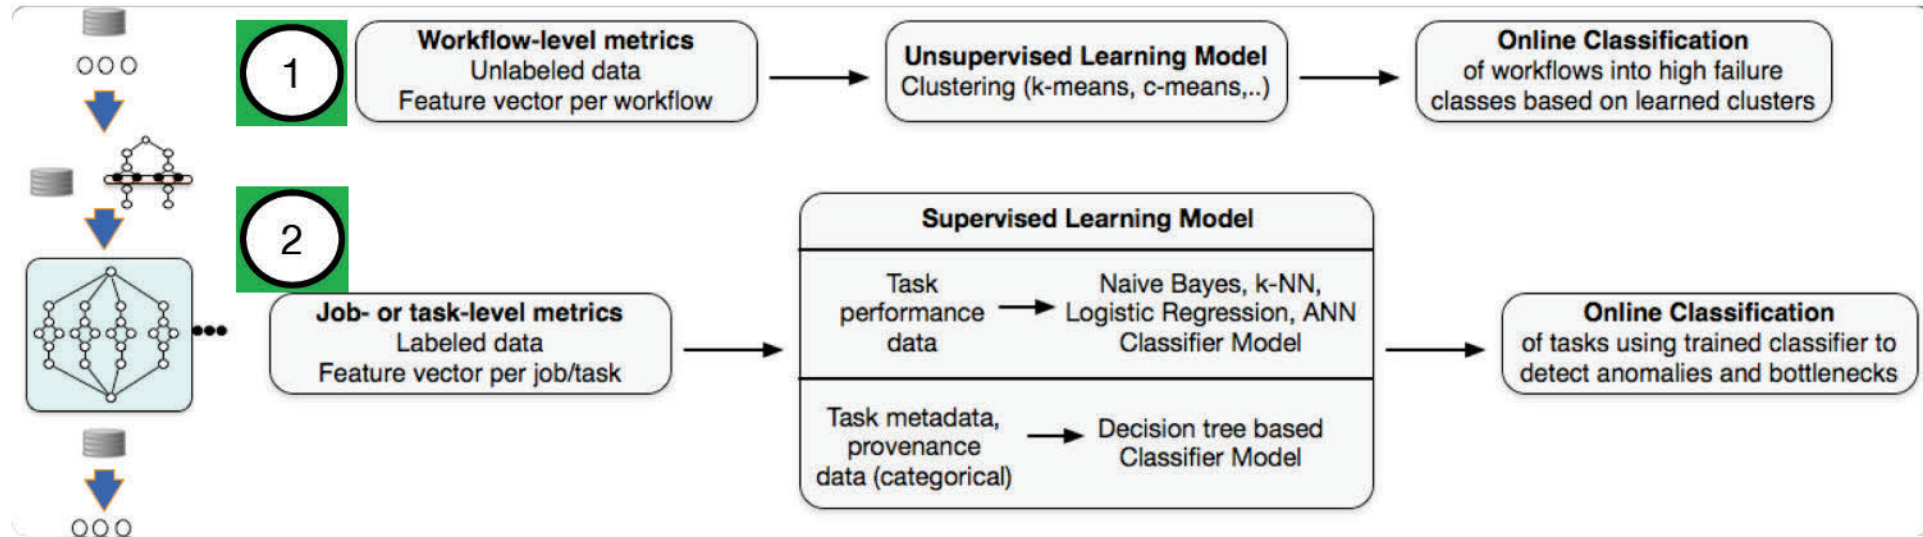 1
Workflow-level metrics
Unlabeled data
Feature vector per workflow
Unsupervised Learning Model
Clustering (k-means, c-means,..)
Online Classification
of workflows into high failure
classes based on learned clusters
2
Job- or task-level metrics
Labeled data
Feature vector per job/task
Supervised Learning Model
Task
performance
data
Naive Bayes, k-NN,
Logistic Regression, ANN
Classifier Model
Task metadata,
provenance
data (categorical)
Decision tree based
Classifier Model
Online Classification
of tasks using trained classifier to
detect anomalies and bottlenecks